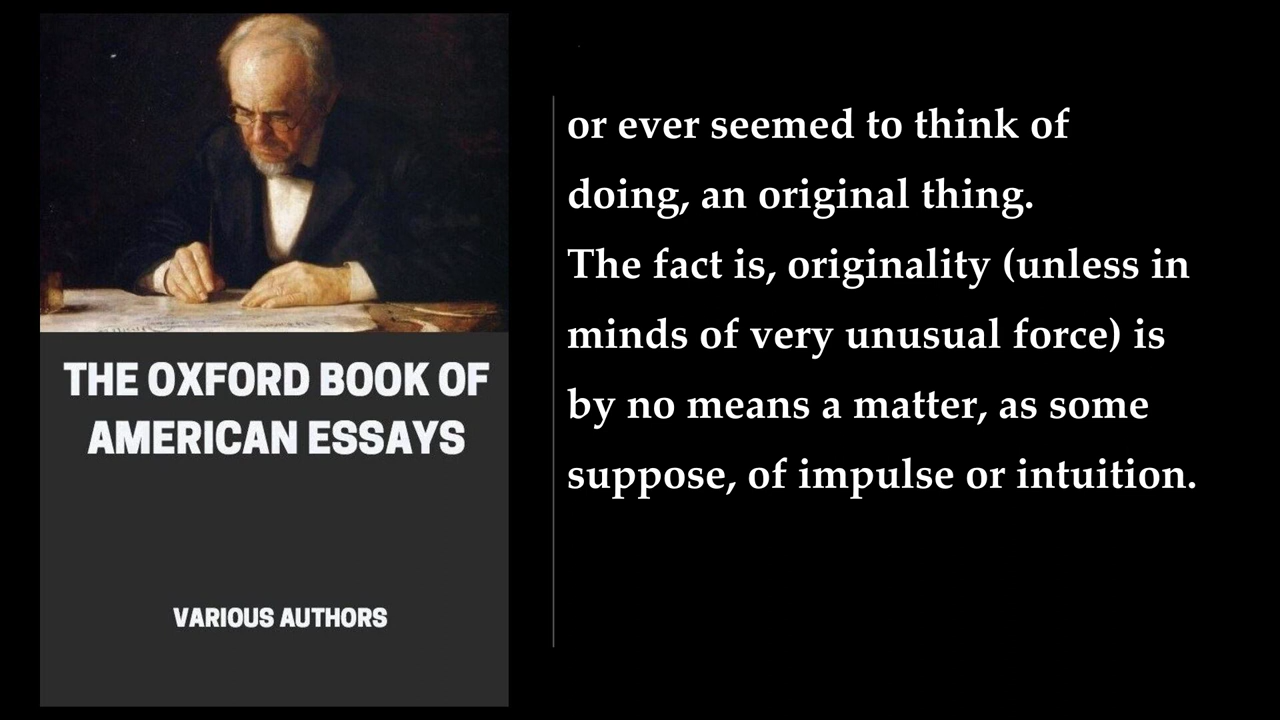 THE OXFORD BOOK OF
AMERICAN ESSAYS
VARIOUS AUTHORS
or ever seemed to think of
doing, an original thing.
The fact is, originality (unless in
minds of very unusual force) is
by no means a matter, as some
suppose, of impulse or intuition.